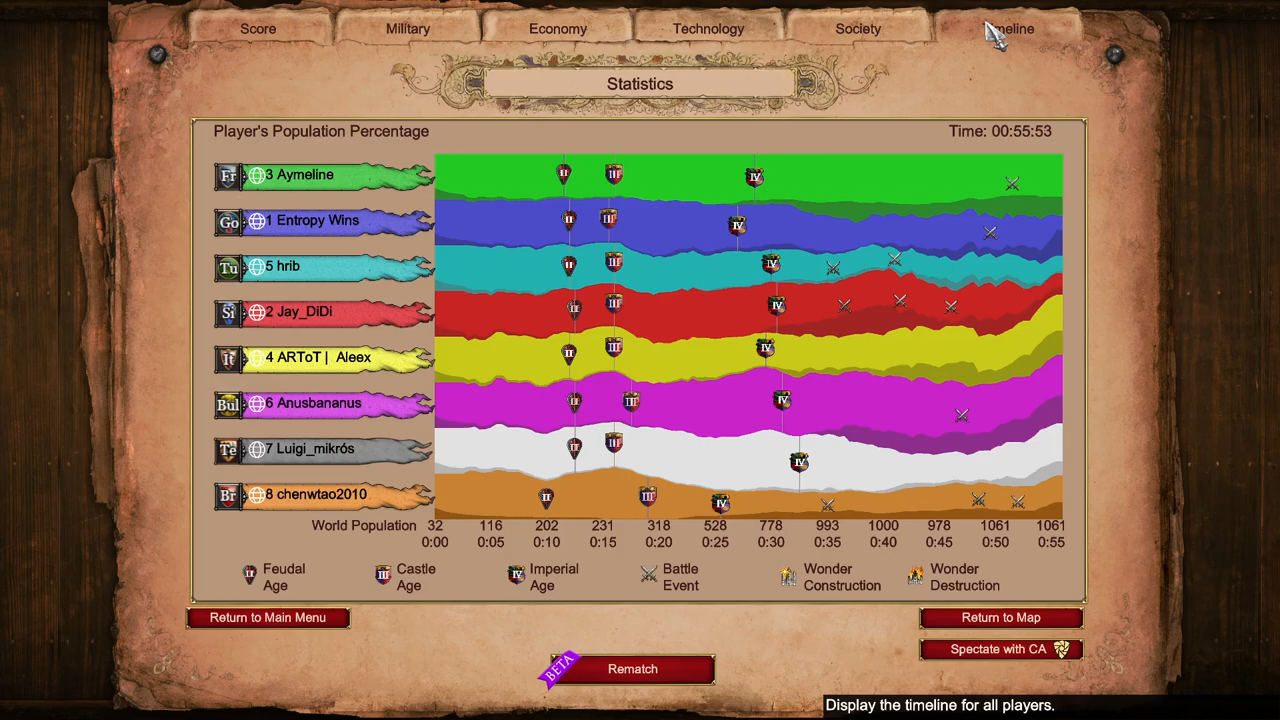 Score Military Economy Technology Society Timeline
Statistics
Player's Population Percentage Time: 00:55:53
Fr 3 Aymeline
Go 1 Entropy Wins
Tu 5 hrib
Si 2 Jay_DiDi
It 4 ARToT | Aleex
Bul 6 Anusbananus
Te 7 Luigi_mikrós
Br 8 chenwtao2010
World Population 32 116 202 231 318 528 778 993 1000 978 1061 1061
0:00 0:05 0:10 0:15 0:20 0:25 0:30 0:35 0:40 0:45 0:50 0:55
II Feudal Age
III Castle Age
IV Imperial Age
Battle Event
Wonder Construction
Wonder Destruction
Return to Main Menu
Return to Map
Spectate with CA
BETA Rematch
Display the timeline for all players.